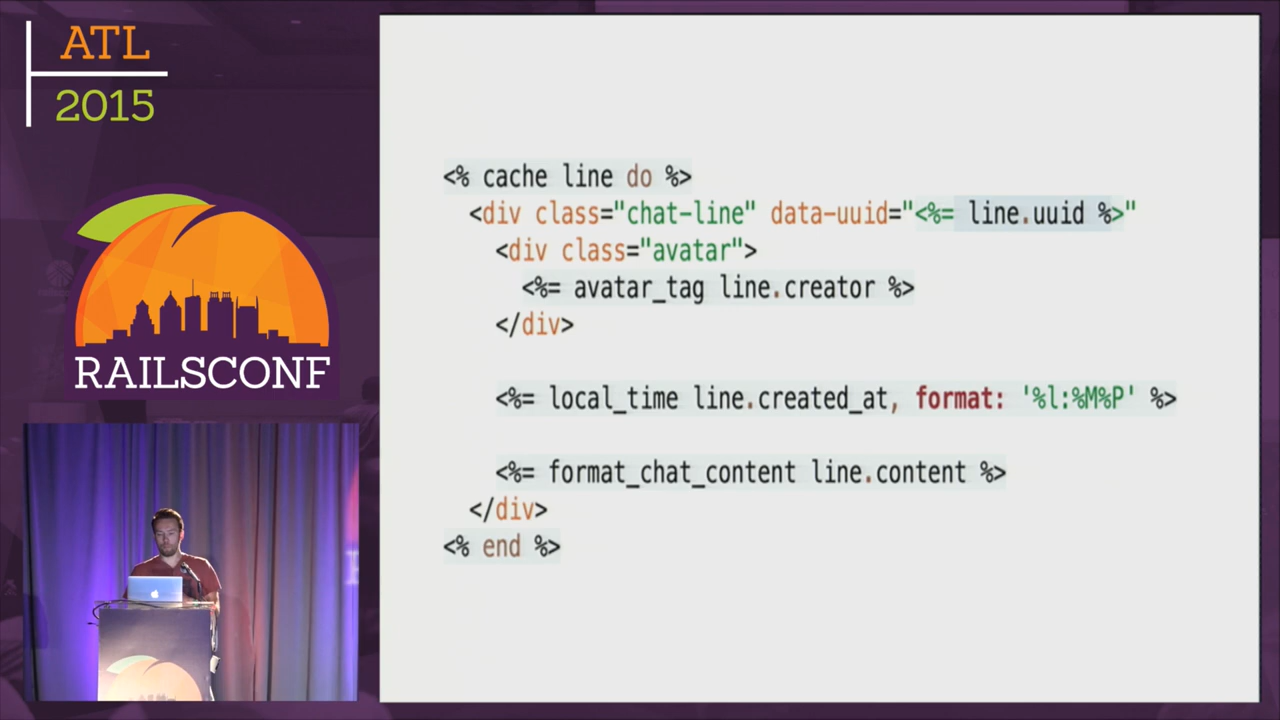 ATL
2015
RAILSCONF
<% cache line do %>
<div class="chat-line" data-uuid="<%= line.uuid %>"
<div class="avatar">
<%= avatar_tag line.creator %>
</div>
<%= local_time line.created_at, format: '%l:%M%P' %>
<%= format_chat_content line.content %>
</div>
<% end %>